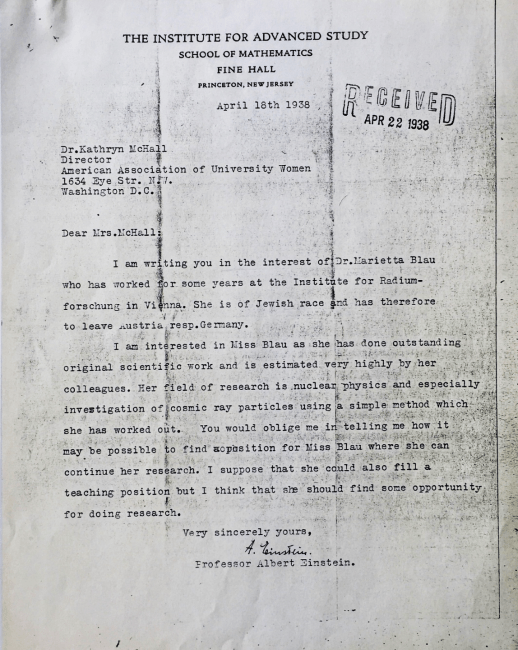 THE INSTITUTE FOR ADVANCED STUDY
SCHOOL OF MATHEMATICS
FINE HALL
PRINCETON, NEW JERSEY
April 18th 1938
RECEIVED
APR 22 1938
Dr.Kathryn McHall
Director
American Association of University Women
1634 Eye Str. N.W.
Washington D.C.
Dear Mrs.McHall:
I am writing you in the interest of Dr.Marietta Blau
who has worked for some years at the Institute for Radium-
forschung in Vienna. She is of Jewish race and has therefore
to leave Austria resp.Germany.
I am interested in Miss Blau as she has done outstanding
original scientific work and is estimated very highly by her
colleagues. Her field of research is nuclear physics and especially
investigation of cosmic ray particles using a simple method which
she has worked out. You would oblige me in telling me how it
may be possible to find a position for Miss Blau where she can
continue her research. I suppose that she could also fill a
teaching position but I think that she should find some opportunity
for doing research.
Very sincerely yours,
A. Einstein.
Professor Albert Einstein.